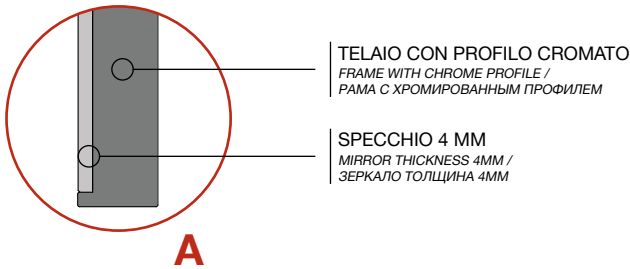 TELAIO CON PROFILO CROMATO
FRAME WITH CHROME PROFILE /
РАМА С ХРОМИРОВАННЫМ ПРОФИЛЕМ
SPECCHIO 4 MM
MIRROR THICKNESS 4MM /
ЗЕРКАЛО ТОЛЩИНА 4ММ
A